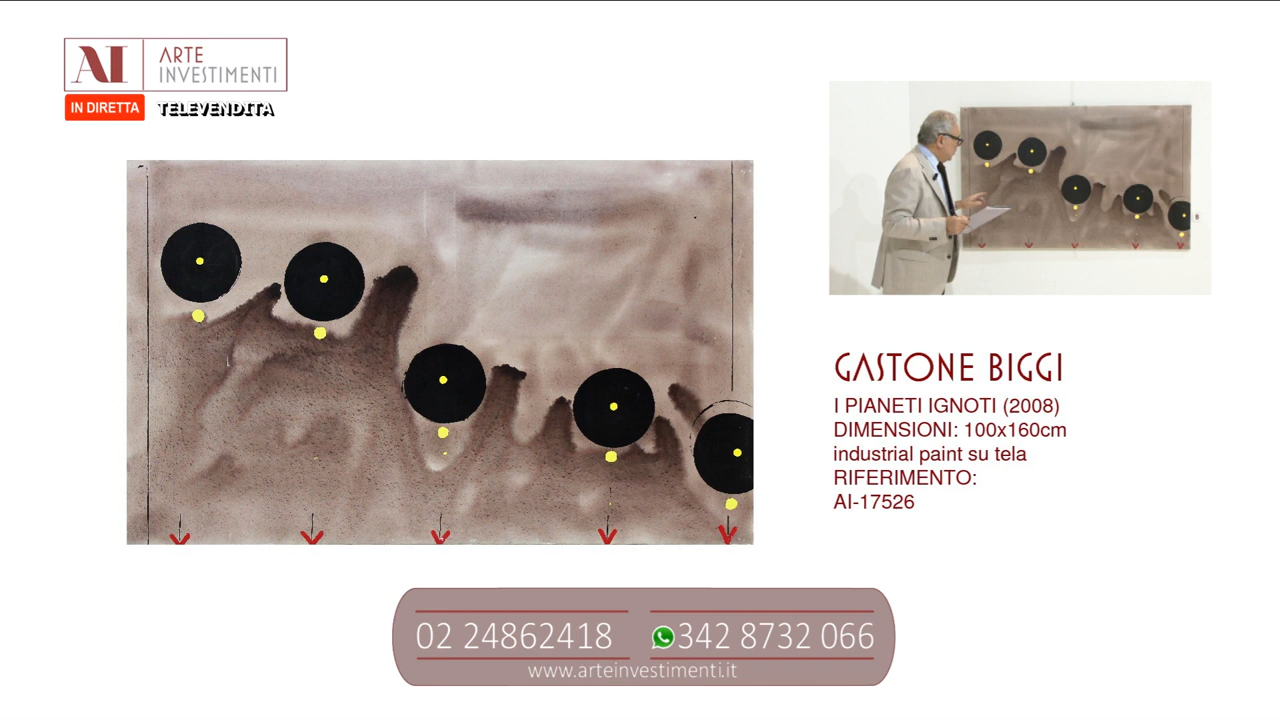 AI
ARTE
INVESTIMENTI
IN DIRETTA TELEVENDITA
GASTONE BIGGI
I PIANETI IGNOTI (2008)
DIMENSIONI: 100x160cm
industrial paint su tela
RIFERIMENTO:
AI-17526
02 24862418 342 8732 066
www.arteinvestimenti.it